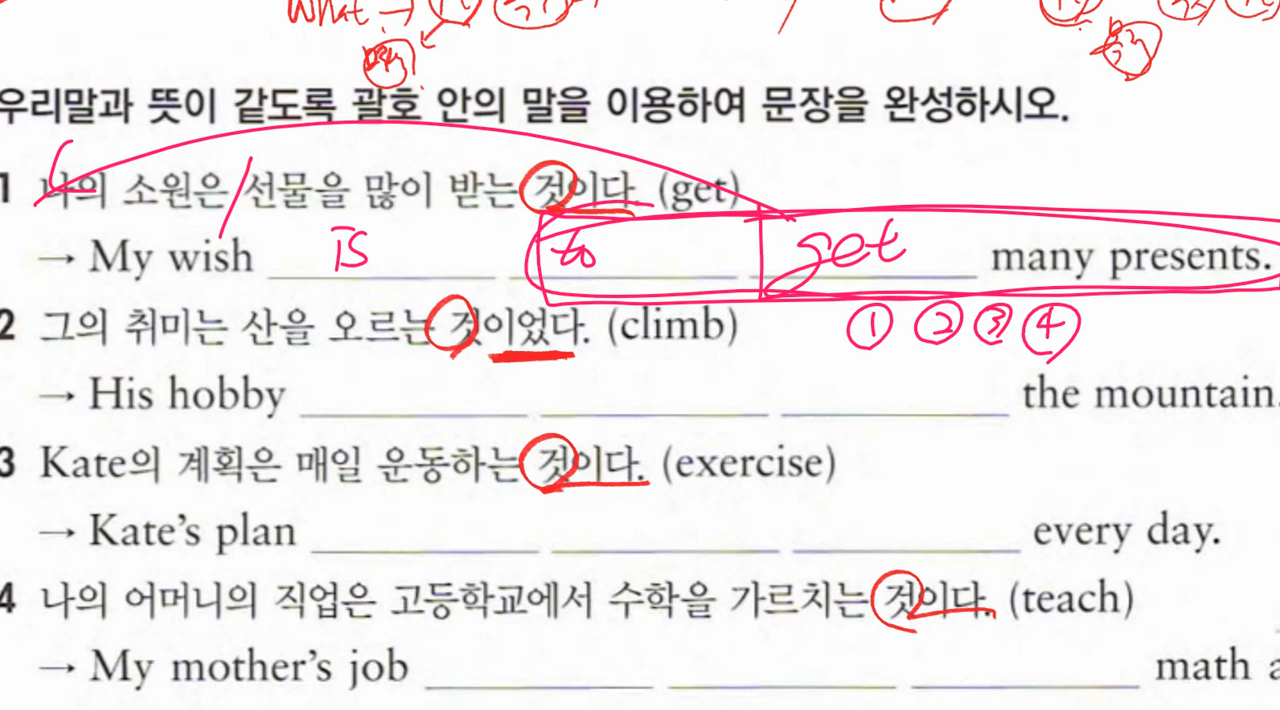 What →
우리말과 뜻이 같도록 괄호 안의 말을 이용하여 문장을 완성하시오.
1 나의 소원은 / 선물을 많이 받는 것이다. (get)
→ My wish is to get many presents.
① ② ③ ④
2 그의 취미는 산을 오르는 것이었다. (climb)
→ His hobby the mountain.
3 Kate의 계획은 매일 운동하는 것이다. (exercise)
→ Kate's plan every day.
4 나의 어머니의 직업은 고등학교에서 수학을 가르치는 것이다. (teach)
→ My mother's job math a